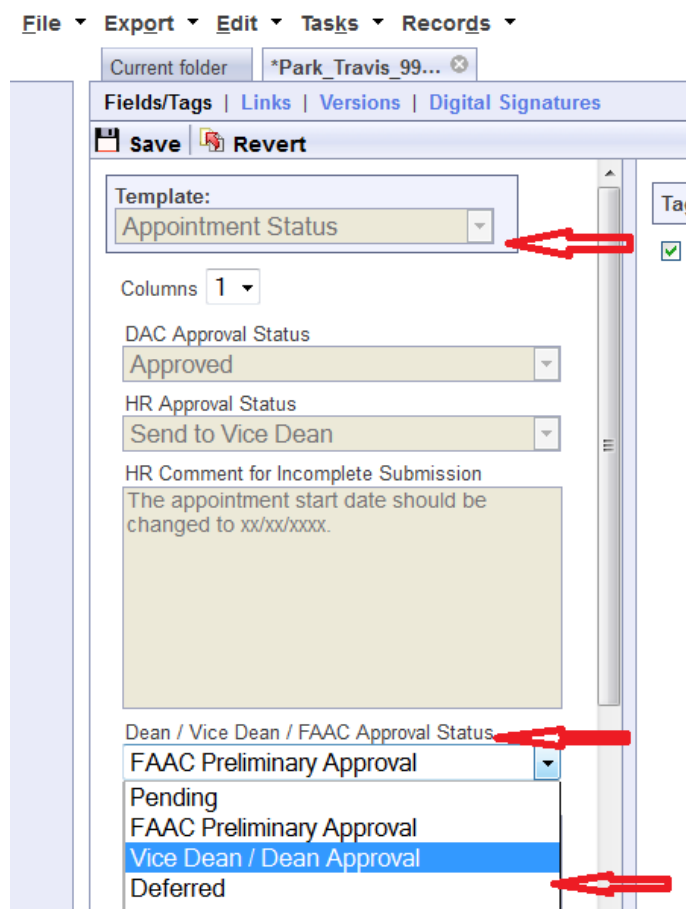 File Export Edit Tasks Records
Current folder *Park_Travis_99...
Fields/Tags | Links | Versions | Digital Signatures
Save Revert
Template:
Appointment Status
Columns 1
DAC Approval Status
Approved
HR Approval Status
Send to Vice Dean
HR Comment for Incomplete Submission
The appointment start date should be
changed to xx/xx/xxxx.
Dean / Vice Dean / FAAC Approval Status
FAAC Preliminary Approval
Pending
FAAC Preliminary Approval
Vice Dean / Dean Approval
Deferred